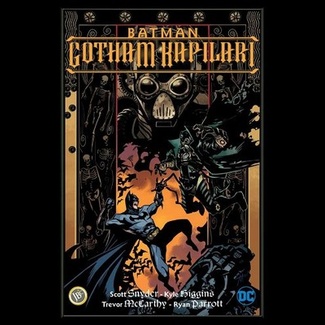 BATMAN
GOTHAM KAPILARI
Scott Snyder - Kyle Higgins
Trevor McCarthy - Ryan Parrott
DC